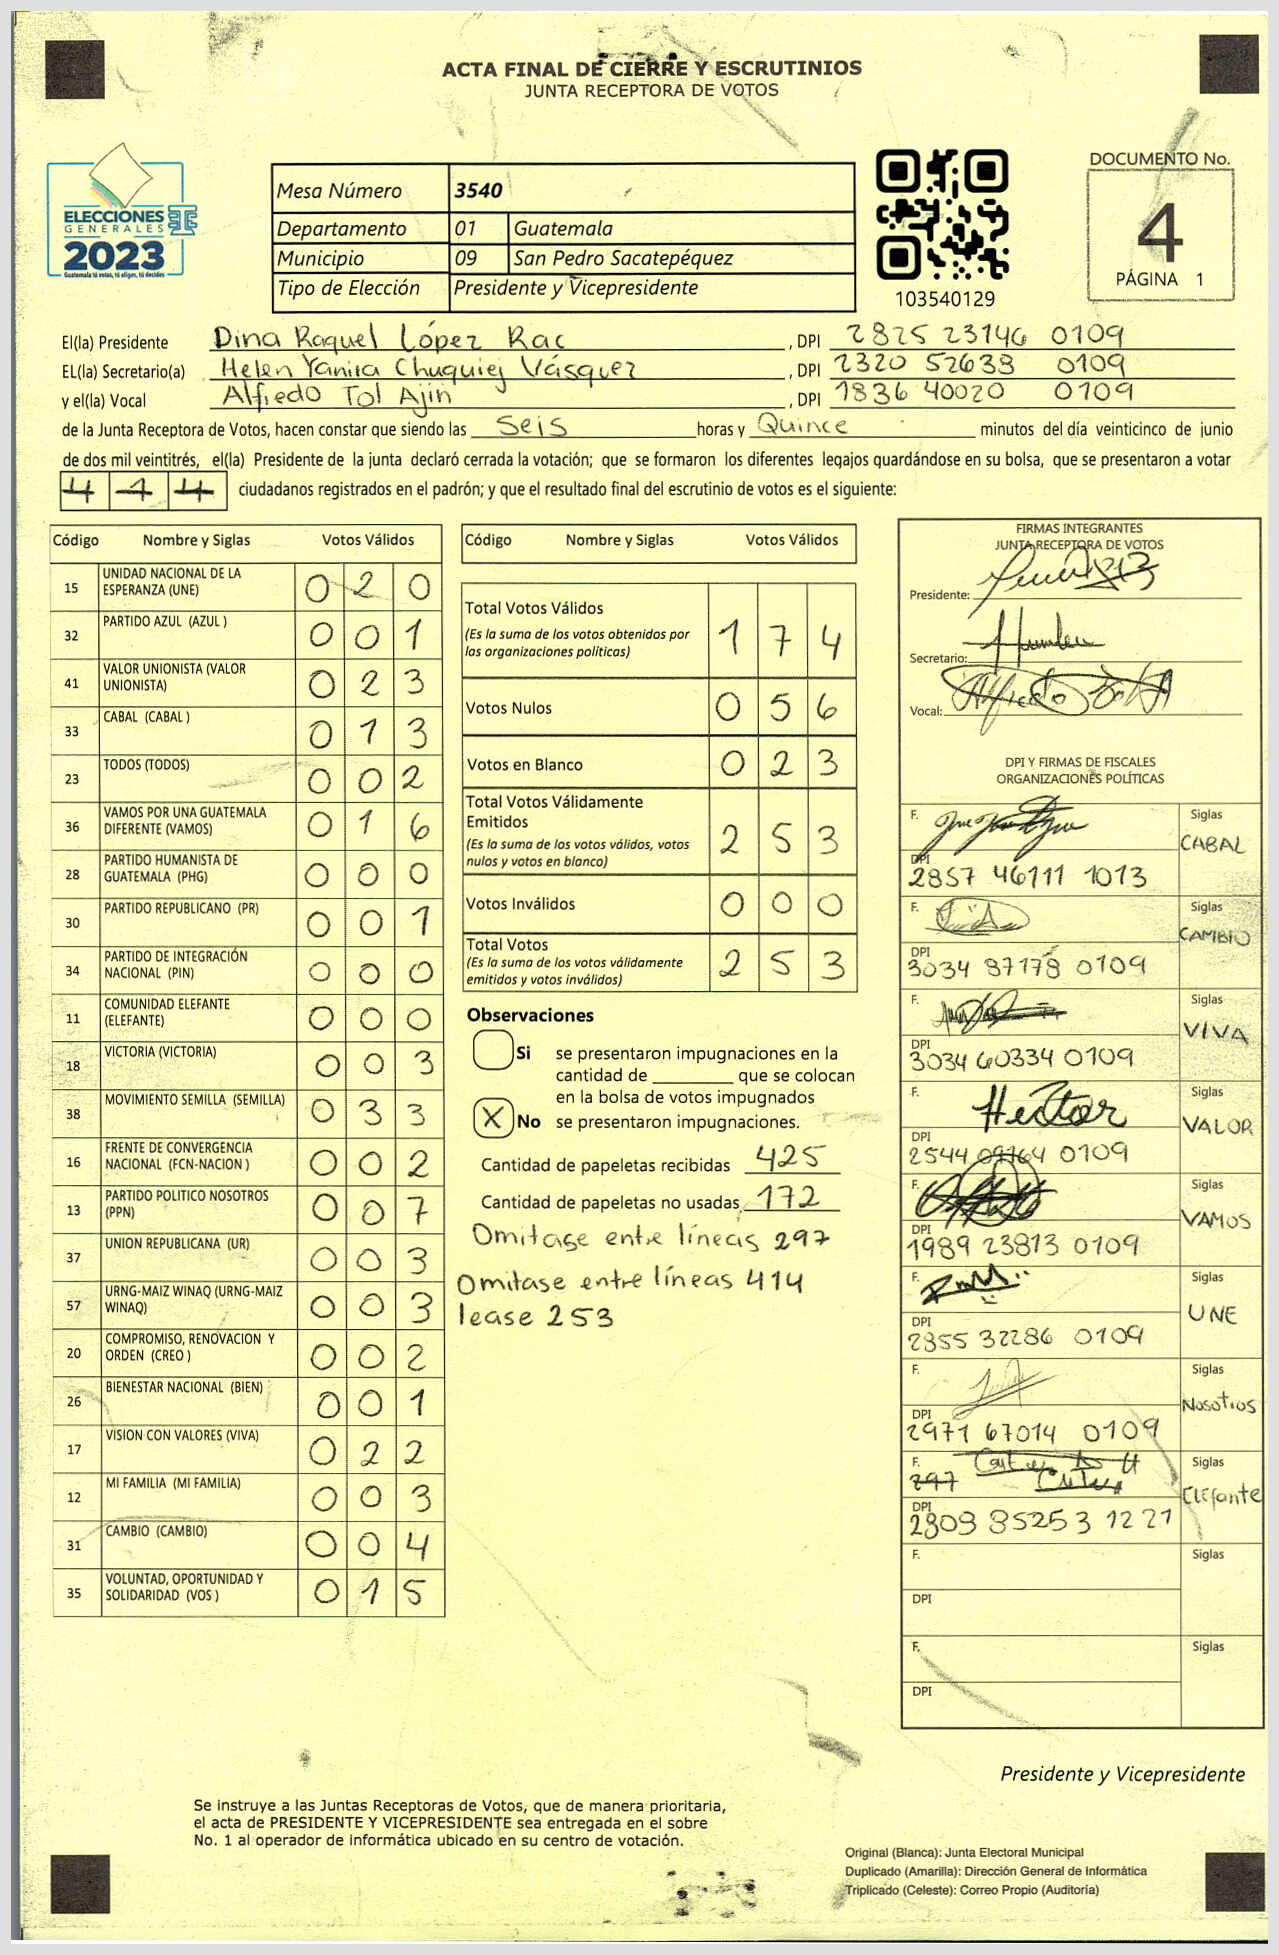 ACTA FINAL DE CIERRE Y ESCRUTINIOS
JUNTA RECEPTORA DE VOTOS
ELECCIONES
GENERALES
2023
Guatemala tú votas, tú eliges, tú decides
Mesa Número 3540
Departamento 01 Guatemala
Municipio 09 San Pedro Sacatepéquez
Tipo de Elección Presidente y Vicepresidente
103540129
DOCUMENTO No.
4
PÁGINA 1
El(la) Presidente Dina Raquel López Rac , DPI 2825 23146 0109
EL(la) Secretario(a) Helen Yanira Chuquiej Vásquez , DPI 2320 52638 0109
y el(la) Vocal Alfredo Tol Ajin , DPI 1836 40020 0109
de la Junta Receptora de Votos, hacen constar que siendo las Seis horas y Quince minutos del día veinticinco de junio
de dos mil veintitrés, el(la) Presidente de la junta declaró cerrada la votación; que se formaron los diferentes legajos guardándose en su bolsa, que se presentaron a votar
414 ciudadanos registrados en el padrón; y que el resultado final del escrutinio de votos es el siguiente:
Código Nombre y Siglas Votos Válidos
15 UNIDAD NACIONAL DE LA ESPERANZA (UNE) 0 2 0
32 PARTIDO AZUL (AZUL ) 0 0 1
41 VALOR UNIONISTA (VALOR UNIONISTA) 0 2 3
33 CABAL (CABAL ) 0 1 3
23 TODOS (TODOS) 0 0 2
36 VAMOS POR UNA GUATEMALA DIFERENTE (VAMOS) 0 1 6
28 PARTIDO HUMANISTA DE GUATEMALA (PHG) 0 0 0
30 PARTIDO REPUBLICANO (PR) 0 0 1
34 PARTIDO DE INTEGRACIÓN NACIONAL (PIN) 0 0 0
11 COMUNIDAD ELEFANTE (ELEFANTE) 0 0 0
18 VICTORIA (VICTORIA) 0 0 3
38 MOVIMIENTO SEMILLA (SEMILLA) 0 3 3
16 FRENTE DE CONVERGENCIA NACIONAL (FCN-NACION ) 0 0 2
13 PARTIDO POLITICO NOSOTROS (PPN) 0 0 7
37 UNION REPUBLICANA (UR) 0 0 3
57 URNG-MAIZ WINAQ (URNG-MAIZ WINAQ) 0 0 3
20 COMPROMISO, RENOVACION Y ORDEN (CREO ) 0 0 2
26 BIENESTAR NACIONAL (BIEN) 0 0 1
17 VISION CON VALORES (VIVA) 0 2 2
12 MI FAMILIA (MI FAMILIA) 0 0 3
31 CAMBIO (CAMBIO) 0 0 4
35 VOLUNTAD, OPORTUNIDAD Y SOLIDARIDAD (VOS ) 0 1 5
Código Nombre y Siglas Votos Válidos
Total Votos Válidos 1 7 4
(Es la suma de los votos obtenidos por
las organizaciones políticas)
Votos Nulos 0 5 6
Votos en Blanco 0 2 3
Total Votos Válidamente
Emitidos 2 5 3
(Es la suma de los votos válidos, votos
nulos y votos en blanco)
Votos Inválidos 0 0 0
Total Votos 2 5 3
(Es la suma de los votos válidamente
emitidos y votos inválidos)
Observaciones
Si se presentaron impugnaciones en la
cantidad de ________ que se colocan
en la bolsa de votos impugnados
X No se presentaron impugnaciones.
Cantidad de papeletas recibidas 425
Cantidad de papeletas no usadas 172
Omitase entre líneas 297
Omitase entre líneas 414
lease 253
FIRMAS INTEGRANTES
JUNTA RECEPTORA DE VOTOS
Presidente:
Secretario:
Vocal: Alfredo
DPI Y FIRMAS DE FISCALES
ORGANIZACIONES POLÍTICAS
F. Siglas CABAL
DPI 2857 46111 1013
F. Siglas CAMBIO
DPI 3034 87178 0109
F. Siglas VIVA
DPI 3034 60334 0109
F. Hector Siglas VALOR
DPI 2544 0109
F. Siglas VAMOS
DPI 1989 23813 0109
F. Siglas UNE
DPI 2855 32286 0109
F. Siglas Nosotros
DPI 2971 67014 0109
F. 297 Siglas Elefante
DPI 2809 85253 1221
F. Siglas
DPI
F. Siglas
DPI
Presidente y Vicepresidente
Se instruye a las Juntas Receptoras de Votos, que de manera prioritaria,
el acta de PRESIDENTE Y VICEPRESIDENTE sea entregada en el sobre
No. 1 al operador de informática ubicado en su centro de votación.
Original (Blanca): Junta Electoral Municipal
Duplicado (Amarilla): Dirección General de Informática
Triplicado (Celeste): Correo Propio (Auditoría)